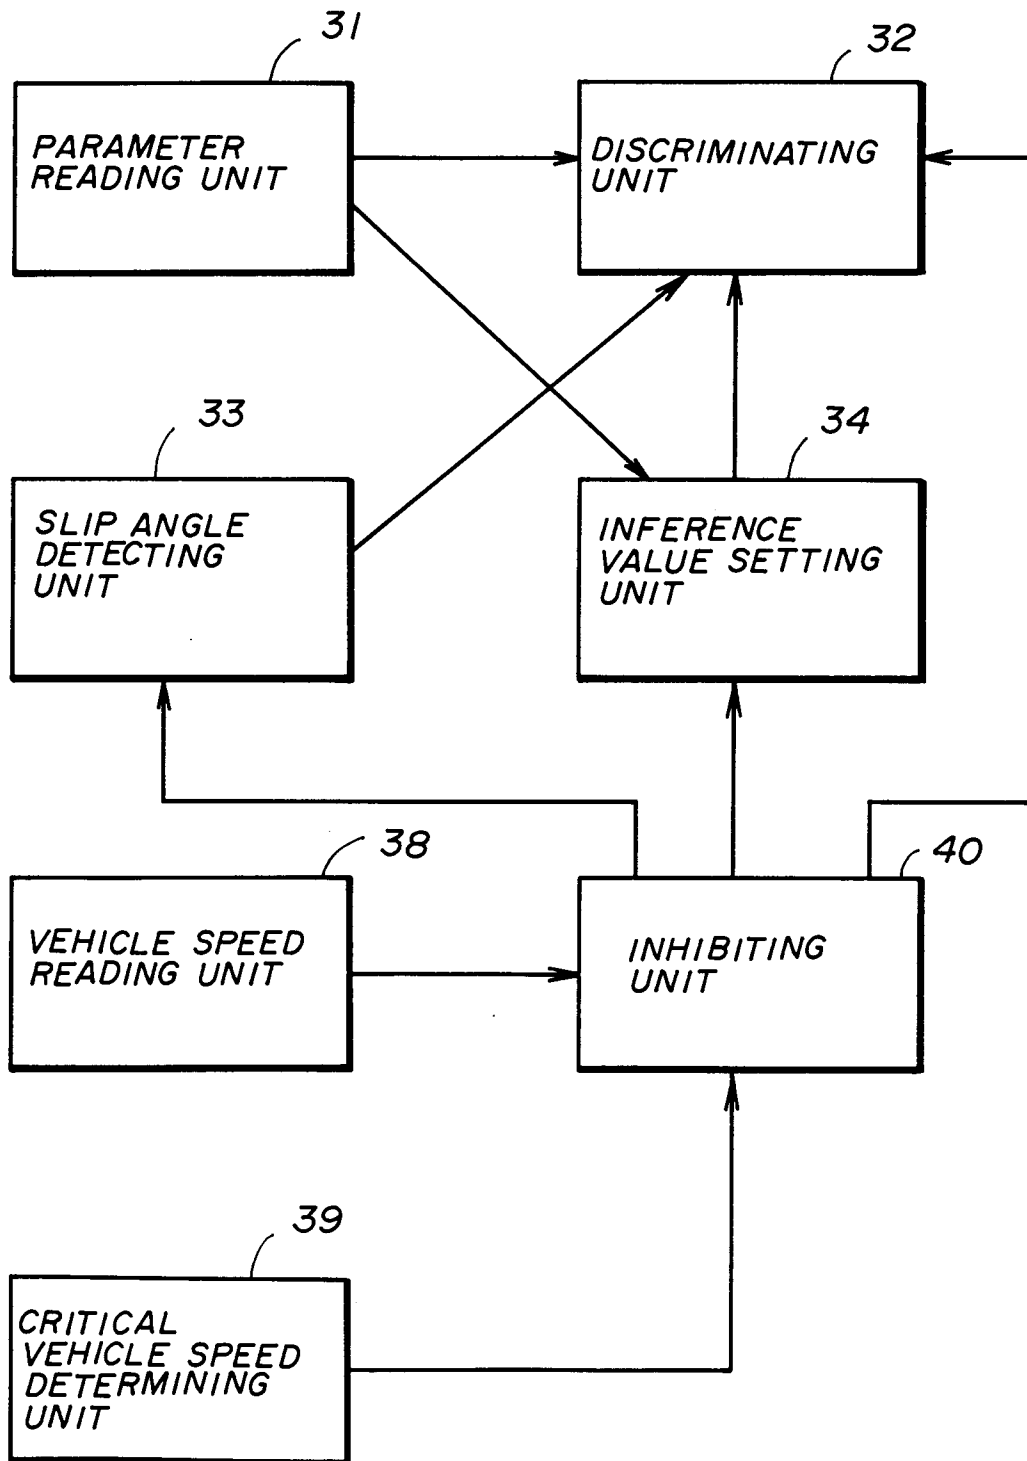 31
PARAMETER
READING UNIT
32
DISCRIMINATING
UNIT
33
SLIP ANGLE
DETECTING
UNIT
34
INFERENCE
VALUE SETTING
UNIT
38
VEHICLE SPEED
READING UNIT
40
INHIBITING
UNIT
39
CRITICAL
VEHICLE SPEED
DETERMINING
UNIT